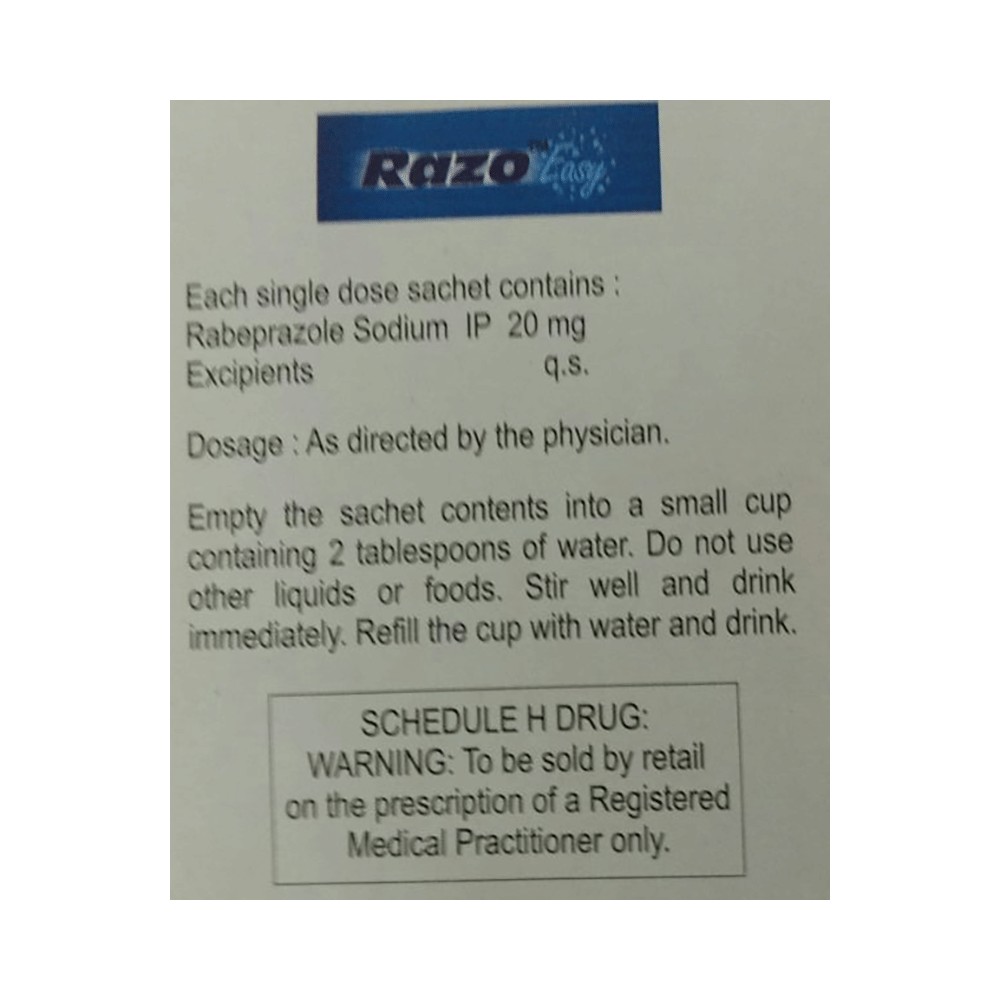 Razo™ Easy
Each single dose sachet contains :
Rabeprazole Sodium IP 20 mg
Excipients q.s.
Dosage : As directed by the physician.
Empty the sachet contents into a small cup
containing 2 tablespoons of water. Do not use
other liquids or foods. Stir well and drink
immediately. Refill the cup with water and drink.
SCHEDULE H DRUG:
WARNING: To be sold by retail
on the prescription of a Registered
Medical Practitioner only.